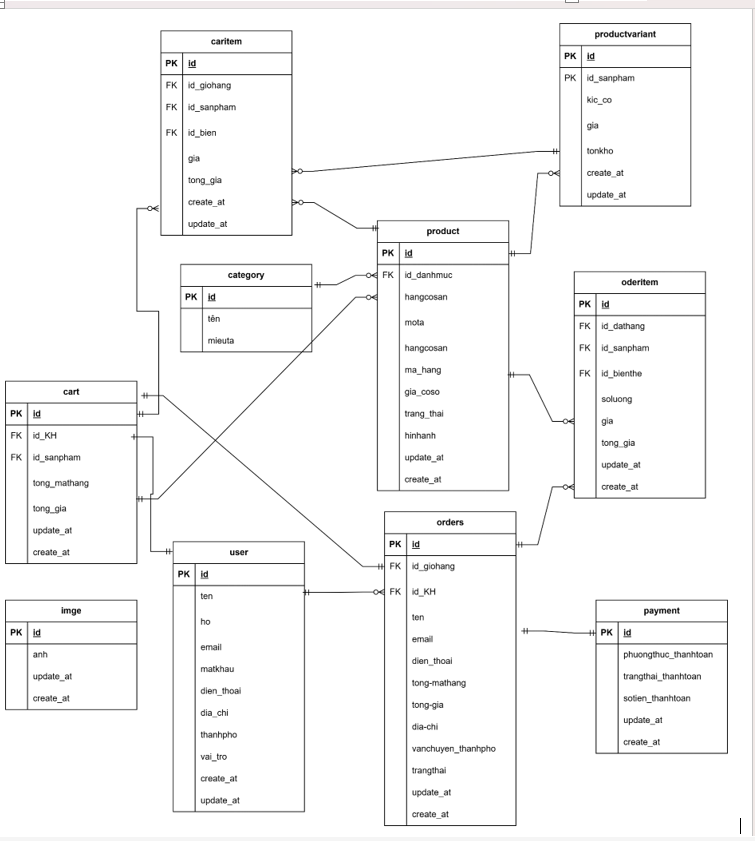 caritem
PK id
FK id_giohang
FK id_sanpham
FK id_bien
gia
tong_gia
create_at
update_at
productvariant
PK id
PK id_sanpham
kic_co
gia
tonkho
create_at
update_at
product
PK id
FK id_danhmuc
hangcosan
mota
hangcosan
ma_hang
gia_coso
trang_thai
hinhanh
update_at
create_at
category
PK id
tên
mieuta
oderitem
PK id
FK id_dathang
FK id_sanpham
FK id_bienthe
soluong
gia
tong_gia
update_at
create_at
cart
PK id
FK id_KH
FK id_sanpham
tong_mathang
tong_gia
update_at
create_at
user
PK id
ten
ho
email
matkhau
dien_thoai
dia_chi
thanhpho
vai_tro
create_at
update_at
orders
PK id
FK id_giohang
FK id_KH
ten
email
dien_thoai
tong-mathang
tong-gia
dia-chi
vanchuyen_thanhpho
trangthai
update_at
create_at
imge
PK id
anh
update_at
create_at
payment
PK id
phuongthuc_thanhtoan
trangthai_thanhtoan
sotien_thanhtoan
update_at
create_at